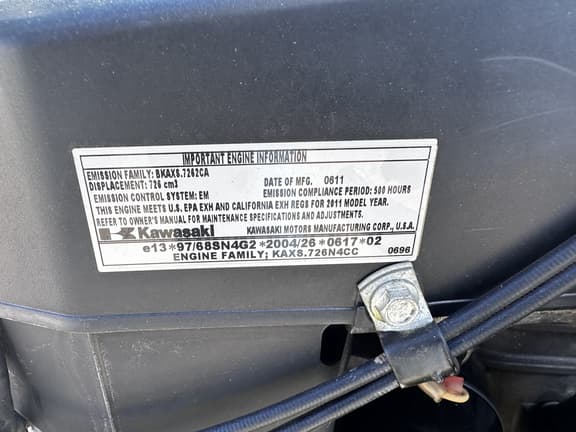 IMPORTANT ENGINE INFORMATION
EMISSION FAMILY: BKAXS.7262CA DATE OF MFG. 0611
DISPLACEMENT: 726 cm3 EMISSION COMPLIANCE PERIOD: 500 HOURS
EMISSION CONTROL SYSTEM: EM
THIS ENGINE MEETS U.S. EPA EXH AND CALIFORNIA EXH REGS FOR 2011 MODEL YEAR.
REFER TO OWNER'S MANUAL FOR MAINTENANCE SPECIFICATIONS AND ADJUSTMENTS.
Kawasaki KAWASAKI MOTORS MANUFACTURING CORP., U.S.A.
e13*97/68SN4G2*2004/26*0617*02
ENGINE FAMILY; KAXS.726N4CC 0696